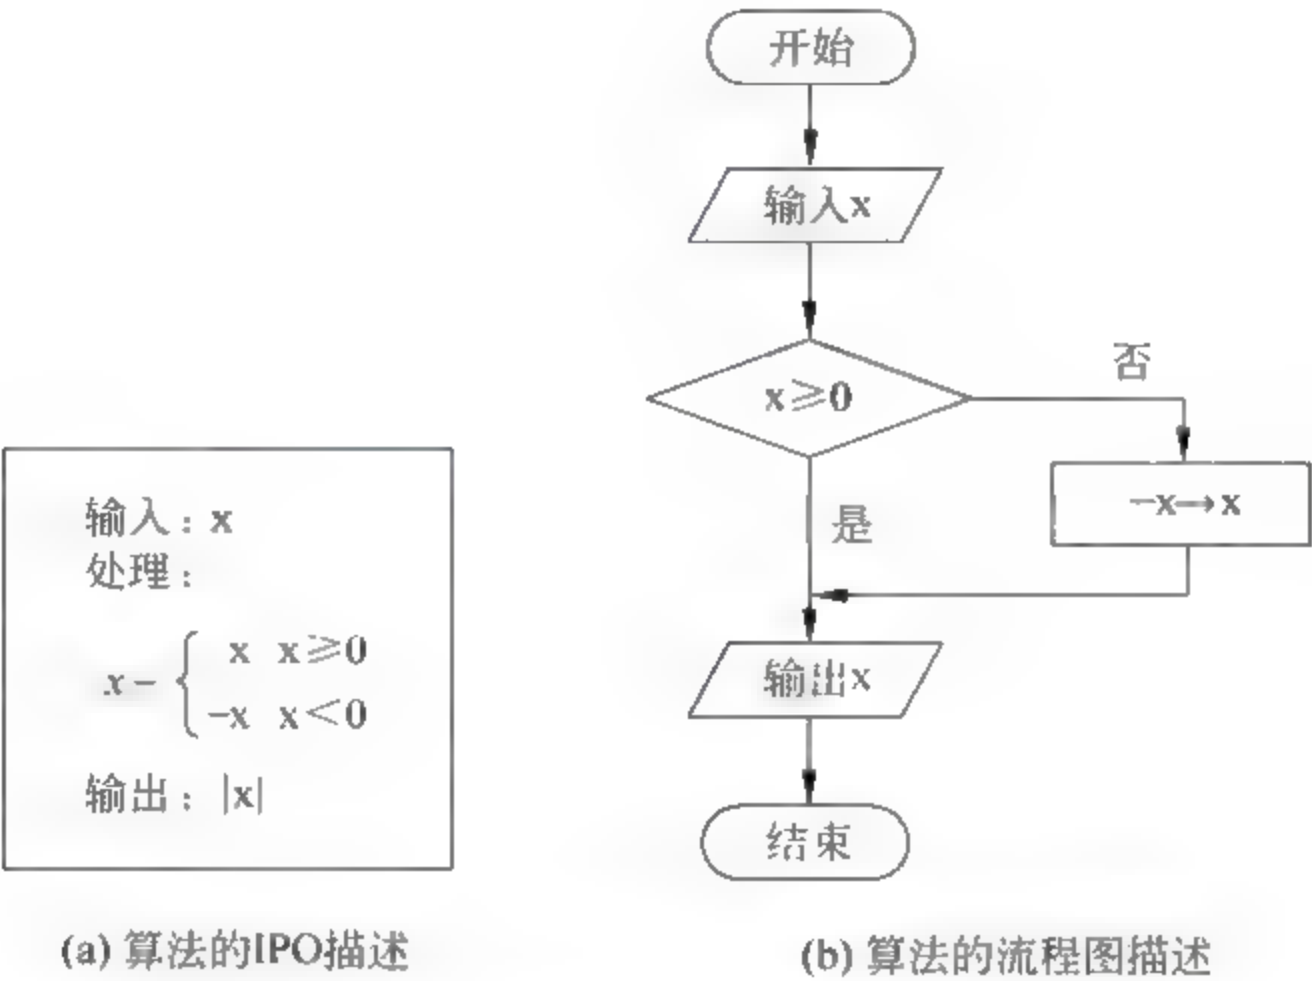 输入：x
处理：
x- { x x≥0
-x x<0
输出：|x|
(a) 算法的IPO描述
开始
输入x
x≥0
否
-x→x
是
输出x
结束
(b) 算法的流程图描述